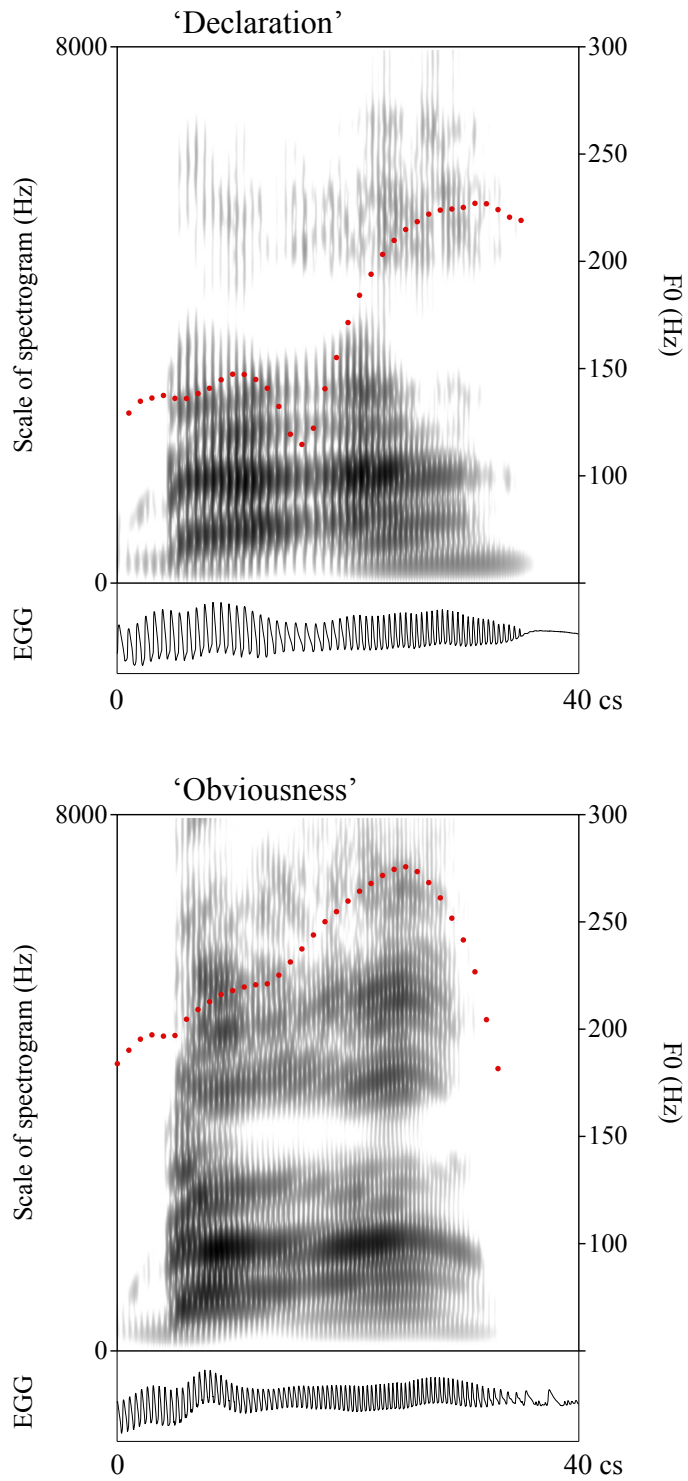 ‘Declaration’
8000
300
250
200
150
100
0
Scale of spectrogram (Hz)
F0 (Hz)
EGG
0
40 cs
‘Obviousness’
8000
300
250
200
150
100
0
Scale of spectrogram (Hz)
F0 (Hz)
EGG
0
40 cs